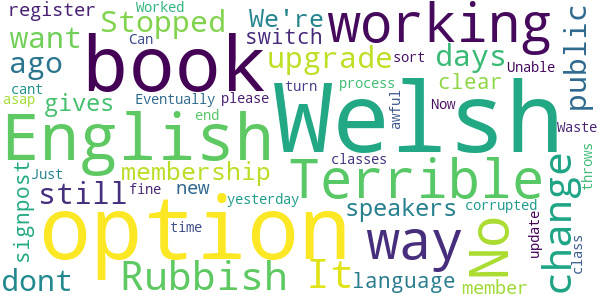 register Worked
Stopped We're
want Can switch working public
ago book upgrade sort days Unable
cant turn process clear
asap gives Eventually please Now
English end Welsh awful Waste
classes
membership Terrible change throws
signpost Just still fine new yesterday
option time way speakers corrupted No update class
dont Rubbish It language member